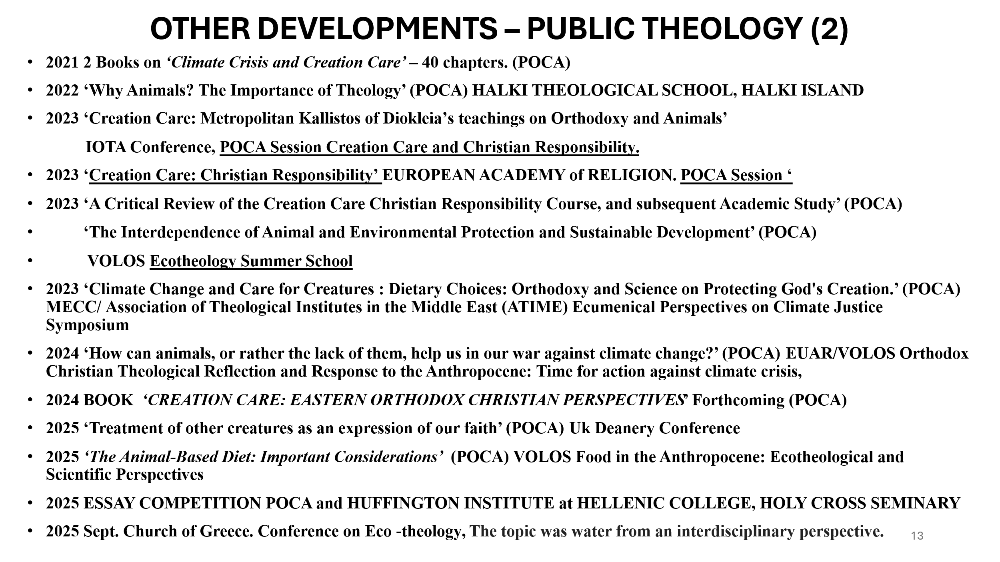 OTHER DEVELOPMENTS – PUBLIC THEOLOGY (2)
• 2021 2 Books on ‘Climate Crisis and Creation Care’ – 40 chapters. (POCA)
• 2022 ‘Why Animals? The Importance of Theology’ (POCA) HALKI THEOLOGICAL SCHOOL, HALKI ISLAND
• 2023 ‘Creation Care: Metropolitan Kallistos of Diokleia’s teachings on Orthodoxy and Animals’
IOTA Conference, POCA Session Creation Care and Christian Responsibility.
• 2023 ‘Creation Care: Christian Responsibility’ EUROPEAN ACADEMY of RELIGION. POCA Session ‘
• 2023 ‘A Critical Review of the Creation Care Christian Responsibility Course, and subsequent Academic Study’ (POCA)
• ‘The Interdependence of Animal and Environmental Protection and Sustainable Development’ (POCA)
• VOLOS Ecotheology Summer School
• 2023 ‘Climate Change and Care for Creatures : Dietary Choices: Orthodoxy and Science on Protecting God's Creation.’ (POCA)
MECC/ Association of Theological Institutes in the Middle East (ATIME) Ecumenical Perspectives on Climate Justice
Symposium
• 2024 ‘How can animals, or rather the lack of them, help us in our war against climate change?’ (POCA) EUAR/VOLOS Orthodox
Christian Theological Reflection and Response to the Anthropocene: Time for action against climate crisis,
• 2024 BOOK ‘CREATION CARE: EASTERN ORTHODOX CHRISTIAN PERSPECTIVES’ Forthcoming (POCA)
• 2025 ‘Treatment of other creatures as an expression of our faith’ (POCA) Uk Deanery Conference
• 2025 ‘The Animal-Based Diet: Important Considerations’ (POCA) VOLOS Food in the Anthropocene: Ecotheological and
Scientific Perspectives
• 2025 ESSAY COMPETITION POCA and HUFFINGTON INSTITUTE at HELLENIC COLLEGE, HOLY CROSS SEMINARY
• 2025 Sept. Church of Greece. Conference on Eco -theology, The topic was water from an interdisciplinary perspective.
13